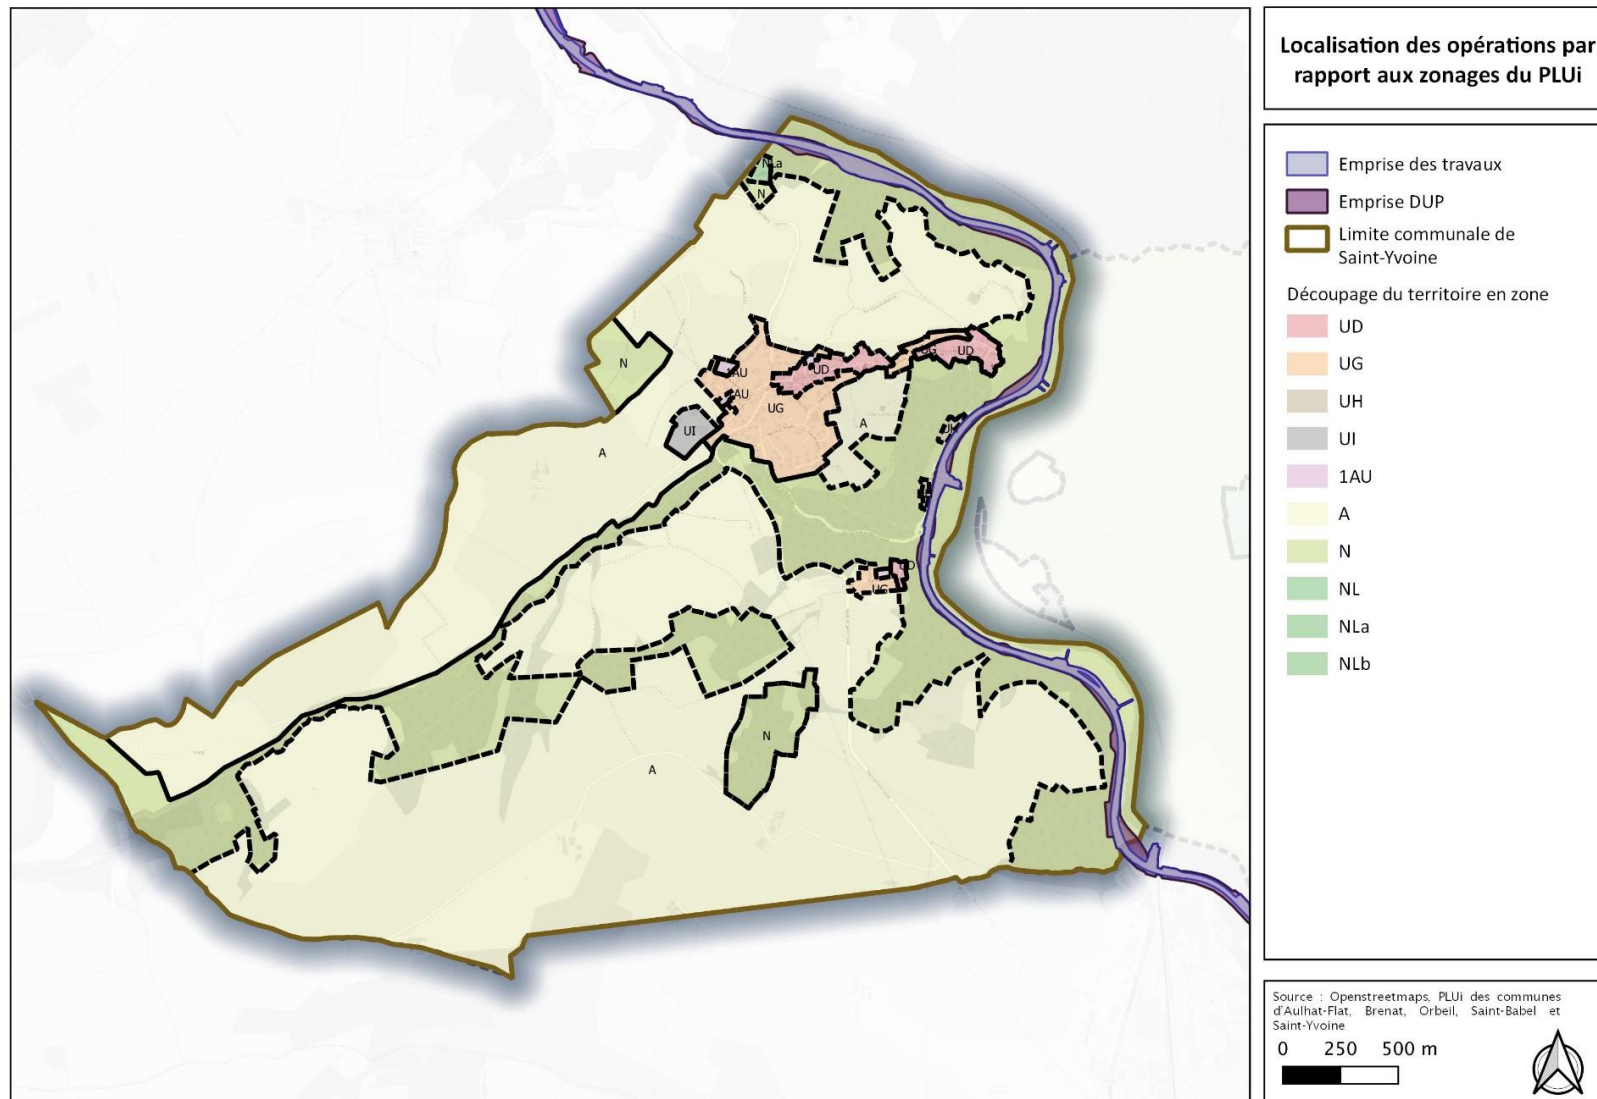 Localisation des opérations par
rapport aux zonages du PLUi
Emprise des travaux
Emprise DUP
Limite communale de
Saint-Yvoine
Découpage du territoire en zone
UD
UG
UH
UI
1AU
A
N
NL
NLa
NLb
Source : Openstreetmaps, PLUi des communes
d'Aulhat-Flat, Brenat, Orbeil, Saint-Babel et
Saint-Yvoine
0 250 500 m
NLa
N
N
UG
UD
UD
AU
AU
UG
A
UI
UH
A
UD
UG
N
A